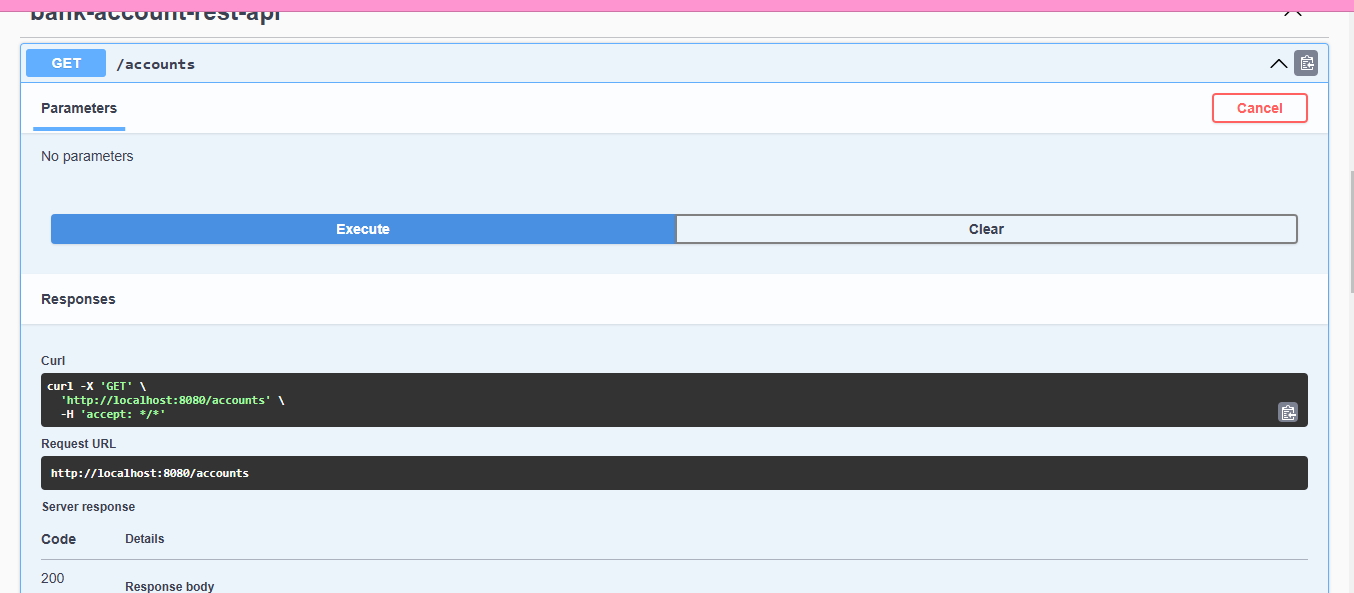 bank-account-rest-api
GET /accounts
Parameters Cancel
No parameters
Execute Clear
Responses
Curl
curl -X 'GET' \
'http://localhost:8080/accounts' \
-H 'accept: */*'
Request URL
http://localhost:8080/accounts
Server response
Code Details
200
Response body